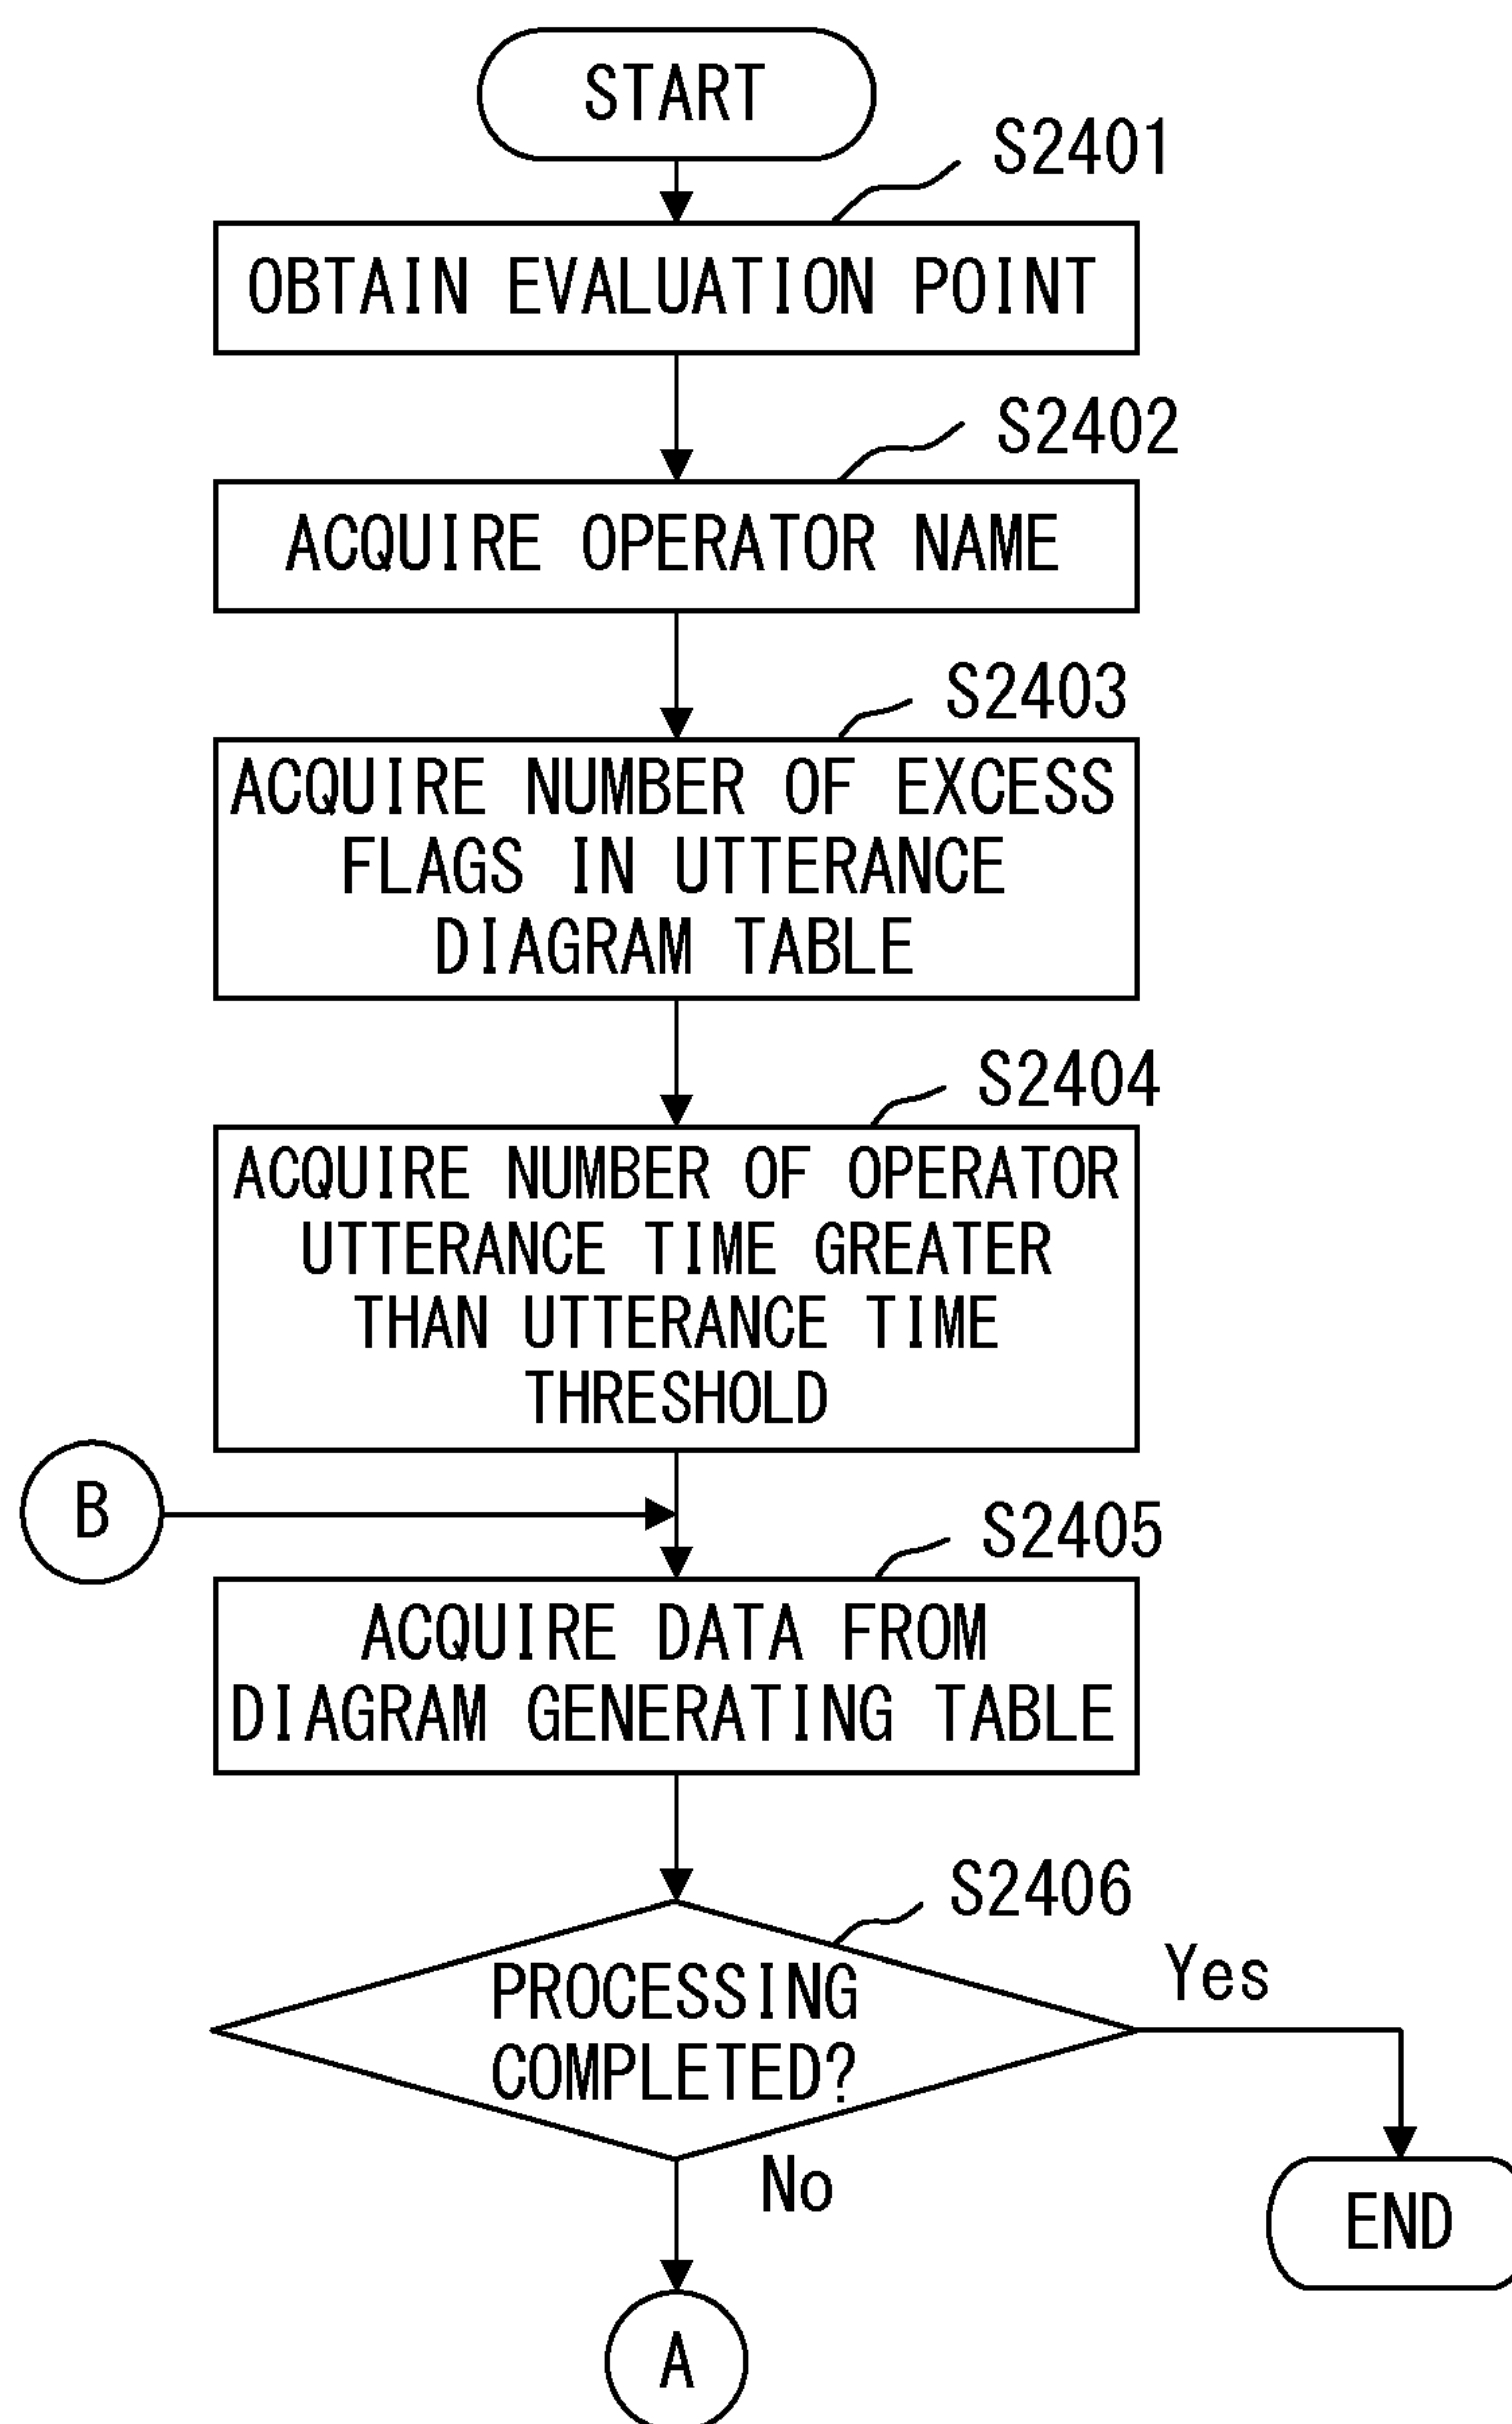 START
S2401
OBTAIN EVALUATION POINT
S2402
ACQUIRE OPERATOR NAME
S2403
ACQUIRE NUMBER OF EXCESS
FLAGS IN UTTERANCE
DIAGRAM TABLE
S2404
ACQUIRE NUMBER OF OPERATOR
UTTERANCE TIME GREATER
THAN UTTERANCE TIME
THRESHOLD
B
S2405
ACQUIRE DATA FROM
DIAGRAM GENERATING TABLE
S2406
PROCESSING
COMPLETED?
Yes
No
END
A